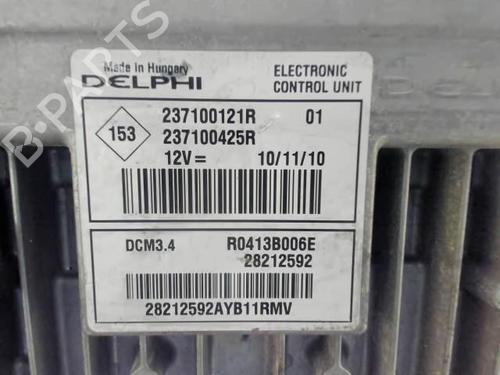 Made in Hungary
DELPHI
ELECTRONIC
CONTROL UNIT
153
237100121R 01
237100425R
12V= 10/11/10
DCM3.4 R0413B006E
28212592
28212592AYB11RMV
B-PARTS